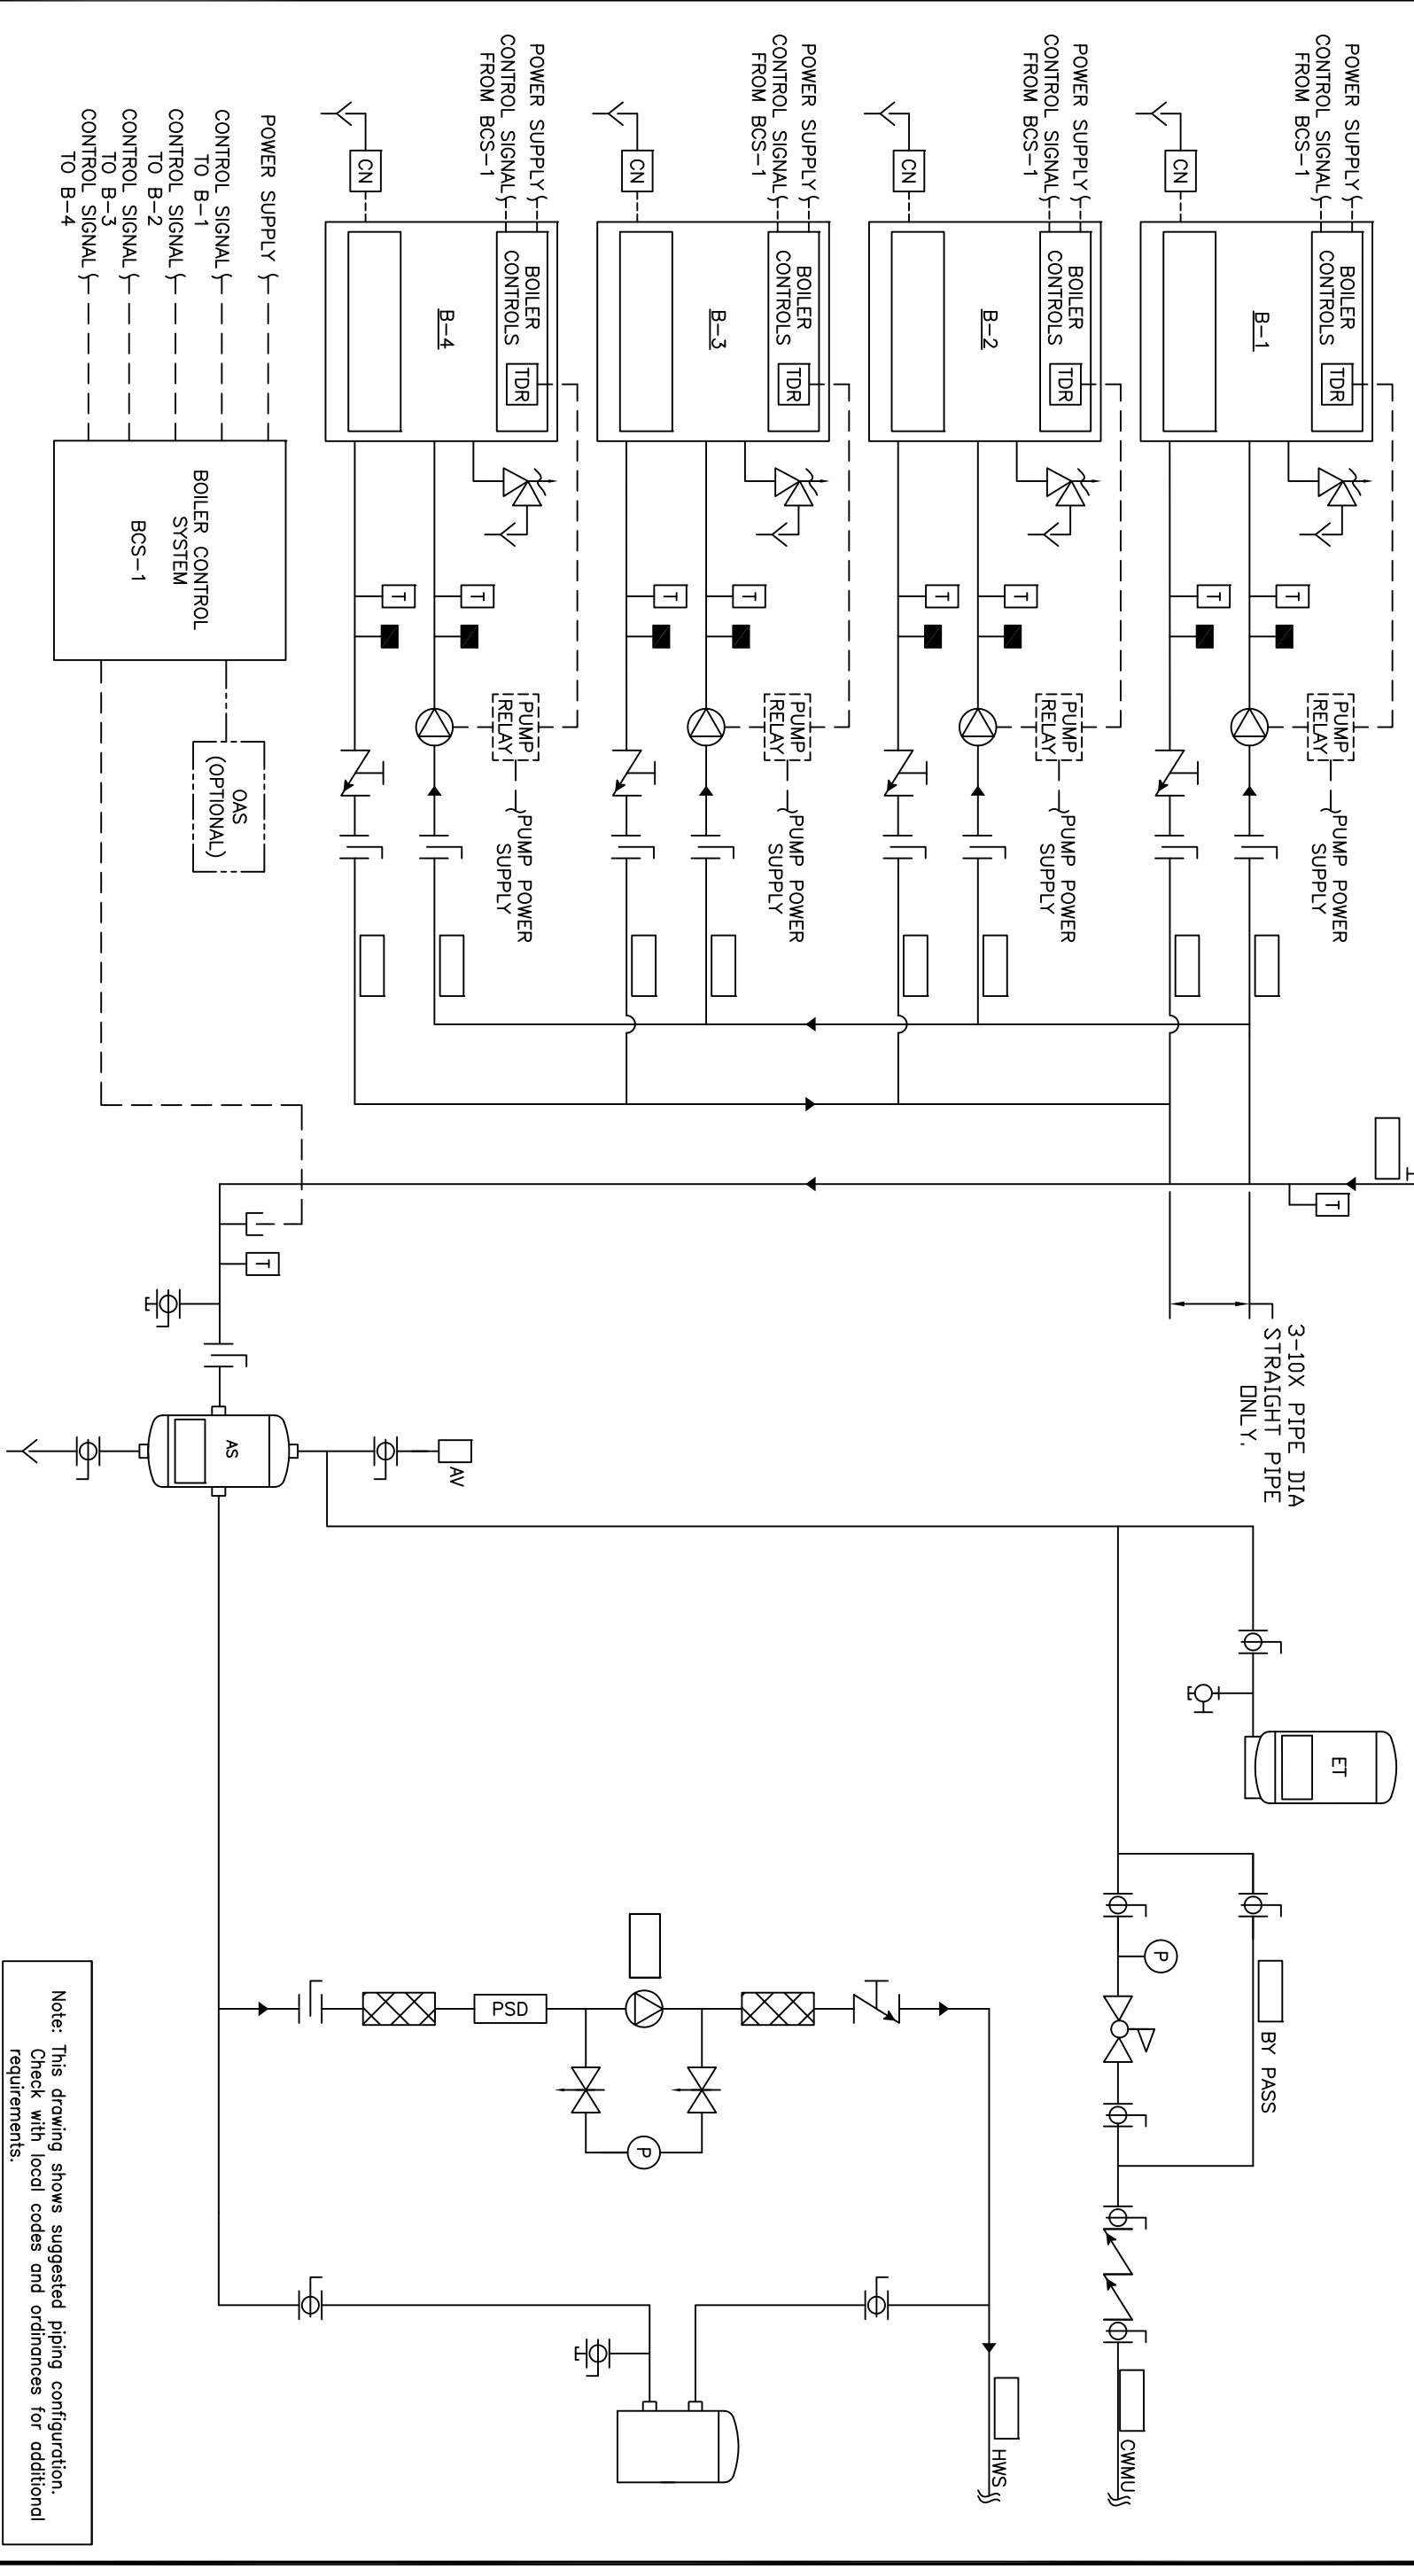 POWER SUPPLY
CONTROL SIGNAL
FROM BCS-1
CN
BOILER
CONTROLS
TDR
B-1
T
T
PUMP
RELAY
PUMP POWER
SUPPLY
POWER SUPPLY
CONTROL SIGNAL
FROM BCS-1
CN
BOILER
CONTROLS
TDR
B-2
T
T
PUMP
RELAY
PUMP POWER
SUPPLY
POWER SUPPLY
CONTROL SIGNAL
FROM BCS-1
CN
BOILER
CONTROLS
TDR
B-3
T
T
PUMP
RELAY
PUMP POWER
SUPPLY
POWER SUPPLY
CONTROL SIGNAL
FROM BCS-1
CN
BOILER
CONTROLS
TDR
B-4
T
T
PUMP
RELAY
PUMP POWER
SUPPLY
POWER SUPPLY
CONTROL SIGNAL
TO B-1
CONTROL SIGNAL
TO B-2
CONTROL SIGNAL
TO B-3
CONTROL SIGNAL
TO B-4
BOILER CONTROL
SYSTEM
BCS-1
OAS
(OPTIONAL)
T
T
3-10X PIPE DIA
STRAIGHT PIPE
ONLY.
AS
AV
ET
P
BY PASS
PSD
P
HWS
CWMU
Note: This drawing shows suggested piping configuration.
Check with local codes and ordinances for additional
requirements.